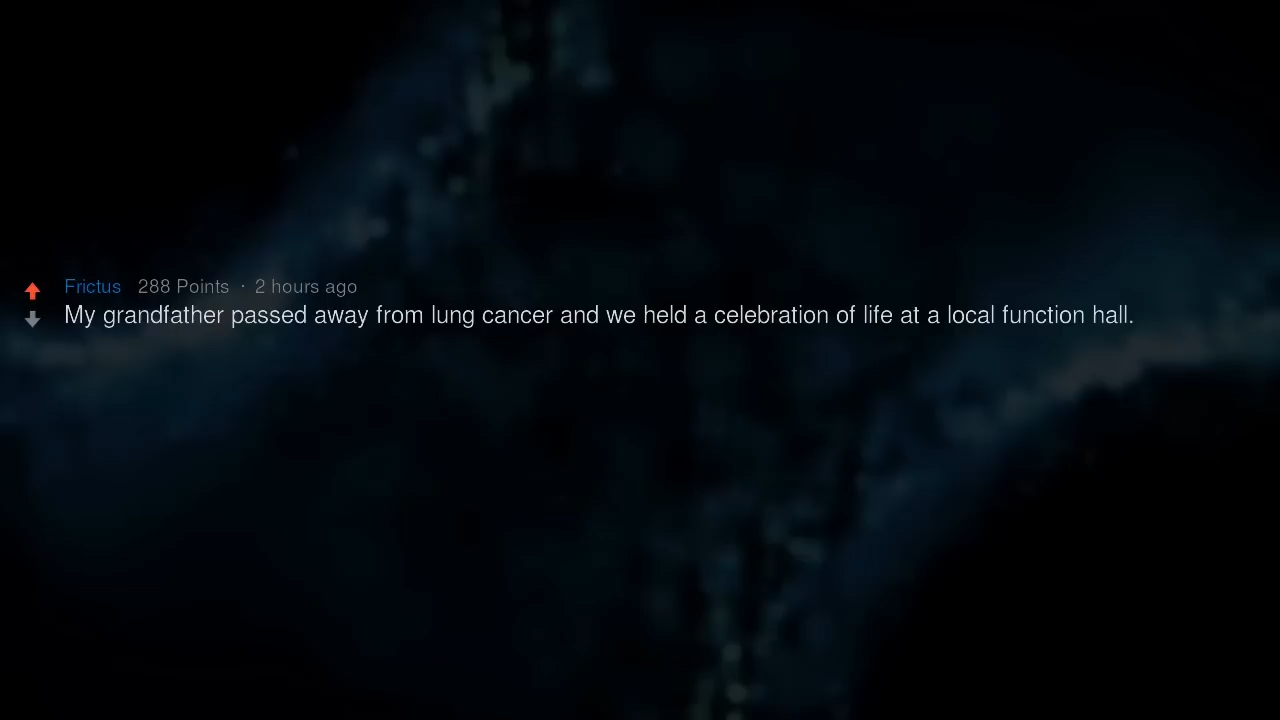 Frictus 288 Points · 2 hours ago
My grandfather passed away from lung cancer and we held a celebration of life at a local function hall.